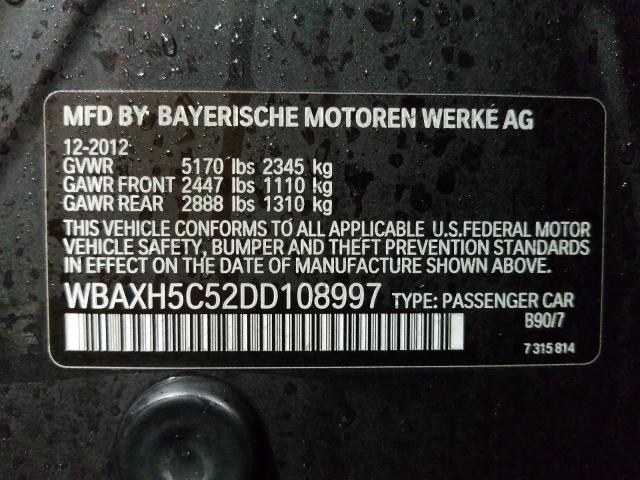 MFD BY BAYERISCHE MOTOREN WERKE AG
12-2012
GVWR 5170 lbs 2345 kg
GAWR FRONT 2447 lbs 1110 kg
GAWR REAR 2888 lbs 1310 kg
THIS VEHICLE CONFORMS TO ALL APPLICABLE U.S.FEDERAL MOTOR
VEHICLE SAFETY, BUMPER AND THEFT PREVENTION STANDARDS
IN EFFECT ON THE DATE OF MANUFACTURE SHOWN ABOVE.
WBAXH5C52DD108997 TYPE: PASSENGER CAR
B90/7
7 315 814